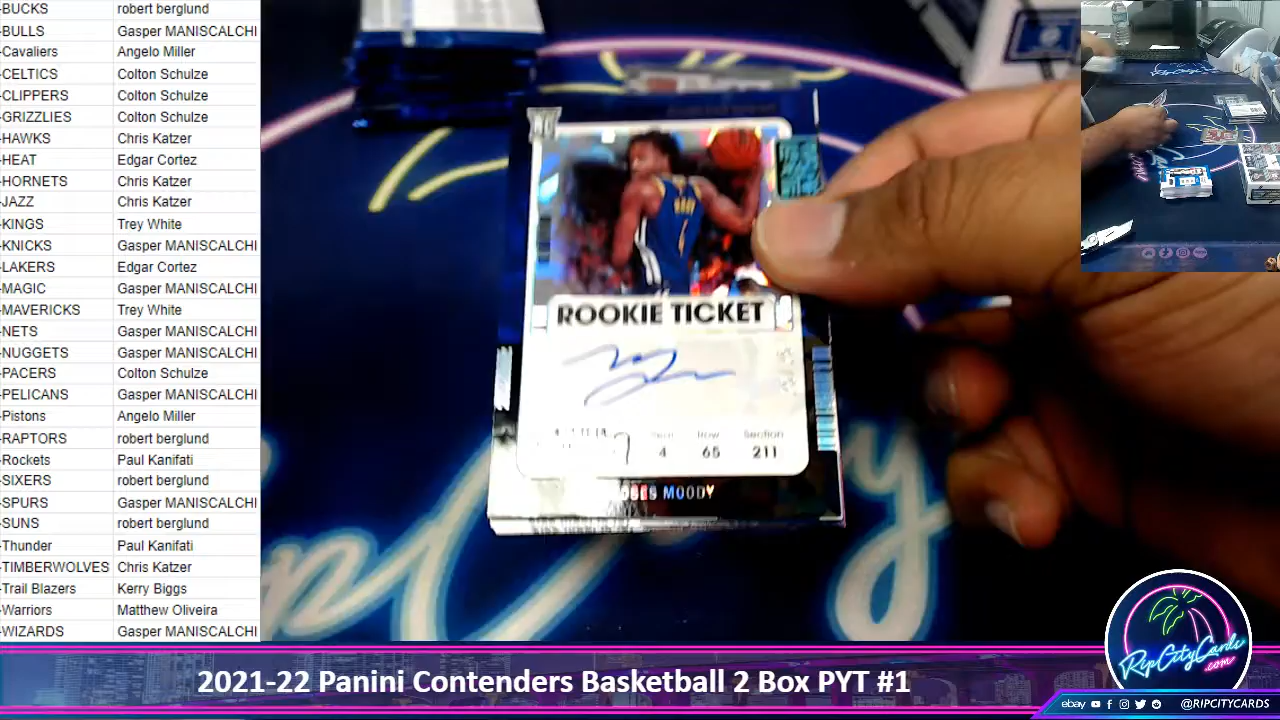 -BUCKS robert berglund
-BULLS Gasper MANISCALCHI
-Cavaliers Angelo Miller
-CELTICS Colton Schulze
-CLIPPERS Colton Schulze
-GRIZZLIES Colton Schulze
-HAWKS Chris Katzer
-HEAT Edgar Cortez
-HORNETS Chris Katzer
-JAZZ Chris Katzer
-KINGS Trey White
-KNICKS Gasper MANISCALCHI
-LAKERS Edgar Cortez
-MAGIC Gasper MANISCALCHI
-MAVERICKS Trey White
-NETS Gasper MANISCALCHI
-NUGGETS Gasper MANISCALCHI
-PACERS Colton Schulze
-PELICANS Gasper MANISCALCHI
-Pistons Angelo Miller
-RAPTORS robert berglund
-Rockets Paul Kanifati
-SIXERS robert berglund
-SPURS Gasper MANISCALCHI
-SUNS robert berglund
-Thunder Paul Kanifati
-TIMBERWOLVES Chris Katzer
-Trail Blazers Kerry Biggs
-Warriors Matthew Oliveira
-WIZARDS Gasper MANISCALCHI
ROOKIE TICKET
Row Section
4 65 211
MOODY
RipCityCards
.com
2021-22 Panini Contenders Basketball 2 Box PYT #1
ebay @RIPCITYCARDS